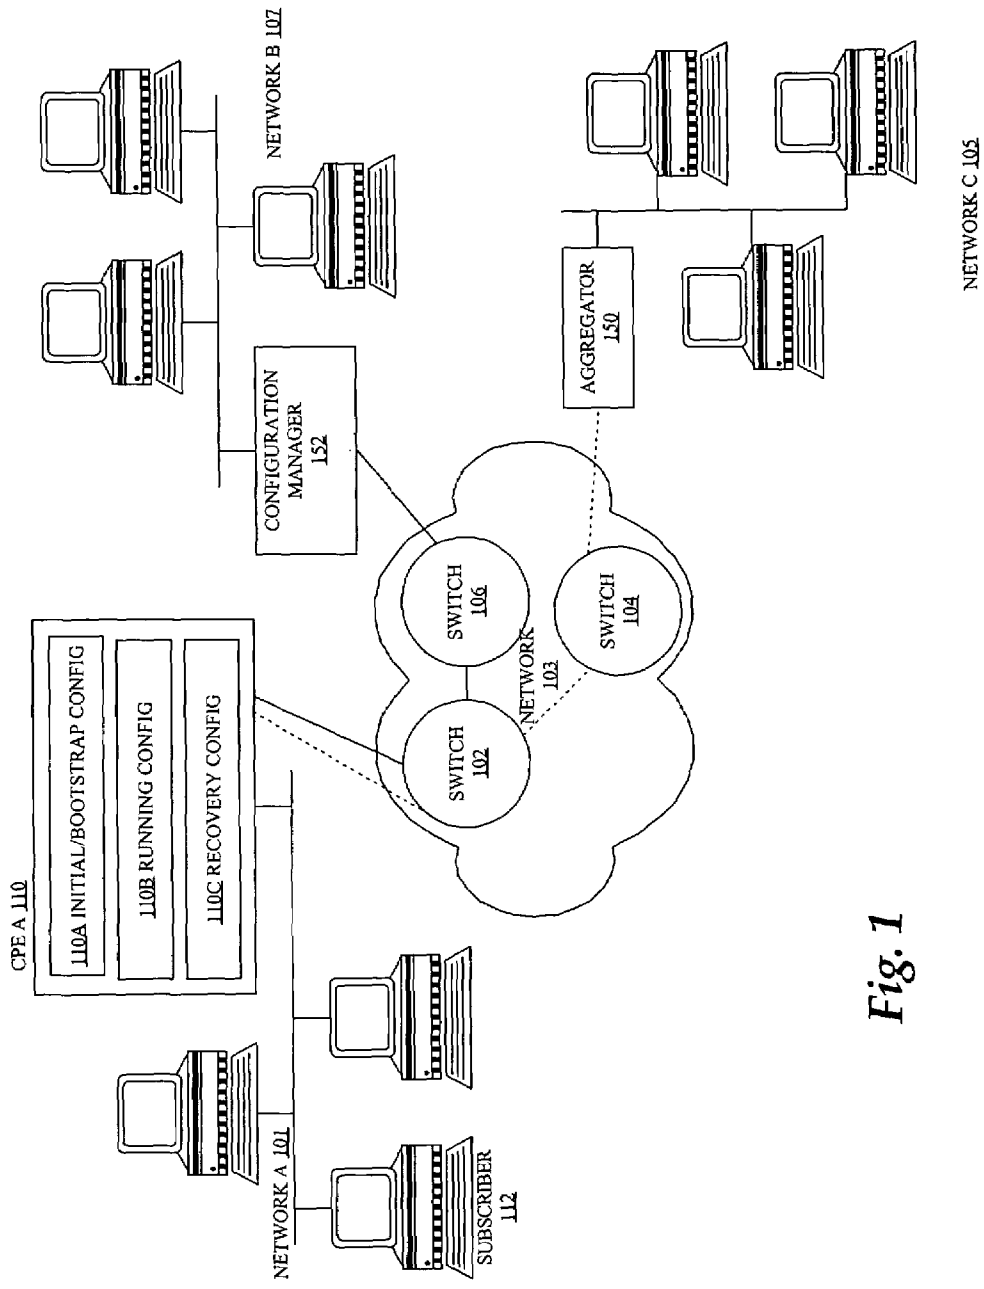 CPE A 110
110A INITIAL/BOOTSTRAP CONFIG
110B RUNNING CONFIG
110C RECOVERY CONFIG
NETWORK A 101
SUBSCRIBER
112
CONFIGURATION
MANAGER
152
NETWORK B 107
SWITCH
102
SWITCH
106
NETWORK
103
SWITCH
104
AGGREGATOR
150
NETWORK C 105
Fig. 1